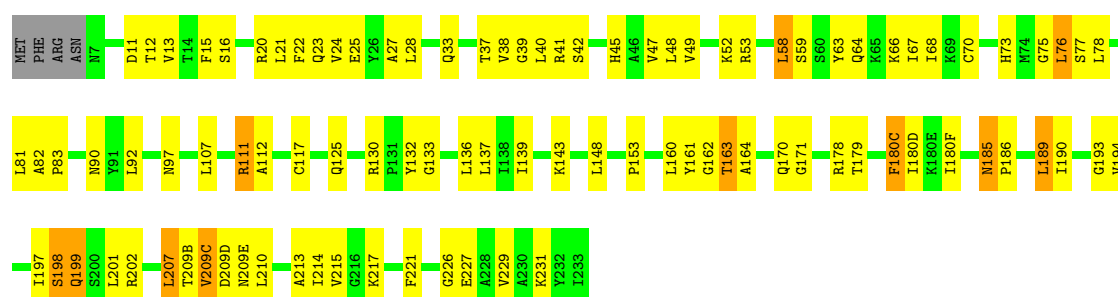 MET PHE ARG ASN N7 D11 T12 V13 T14 F15 S16 R20 L21 F22 Q23 V24 E25 Y26 A27 L28 Q33 T37 V38 G39 L40 R41 S42 H45 A46 V47 L48 V49 K52 R53 L58 S59 S60 Y63 Q64 K65 K66 I67 I68 K69 C70 H73 M74 G75 L76 S77 L78
L81 A82 P83 N90 Y91 L92 N97 L107 R111 A112 C117 Q125 R130 P131 Y132 G133 L136 L137 I138 I139 K143 L148 P153 L160 Y161 G162 T163 A164 Q170 G171 R178 T179 F180C I180D K180E I180F N185 P186 L189 I190 G193
I197 S198 Q199 S200 L201 R202 L207 T209B V209C D209D N209E L210 A213 I214 V215 G216 K217 F221 G226 E227 A228 V229 A230 K231 Y232 I233